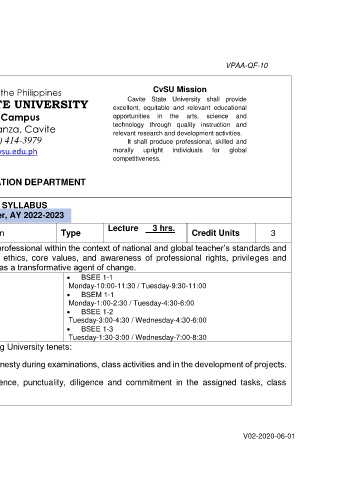 VPAA-QF-10
the Philippines
TE UNIVERSITY
Campus
anza, Cavite
) 414-3979
vsu.edu.ph
CvSU Mission
Cavite State University shall provide
excellent, equitable and relevant educational
opportunities in the arts, science and
technology through quality instruction and
relevant research and development activities.
It shall produce professional, skilled and
morally upright individuals for global
competitiveness.
ATION DEPARTMENT
SYLLABUS
er, AY 2022-2023
n Type Lecture 3 hrs. Credit Units 3
professional within the context of national and global teacher's standards and
ethics, core values, and awareness of professional rights, privileges and
as a transformative agent of change.
• BSEE 1-1
Monday-10:00-11:30 / Tuesday-9:30-11:00
• BSEM 1-1
Monday-1:00-2:30 / Tuesday-4:30-6:00
• BSEE 1-2
Tuesday-3:00-4:30 / Wednesday-4:30-6:00
• BSEE 1-3
Tuesday-1:30-3:00 / Wednesday-7:00-8:30
ng University tenets:
nesty during examinations, class activities and in the development of projects.
ence, punctuality, diligence and commitment in the assigned tasks, class
V02-2020-06-01